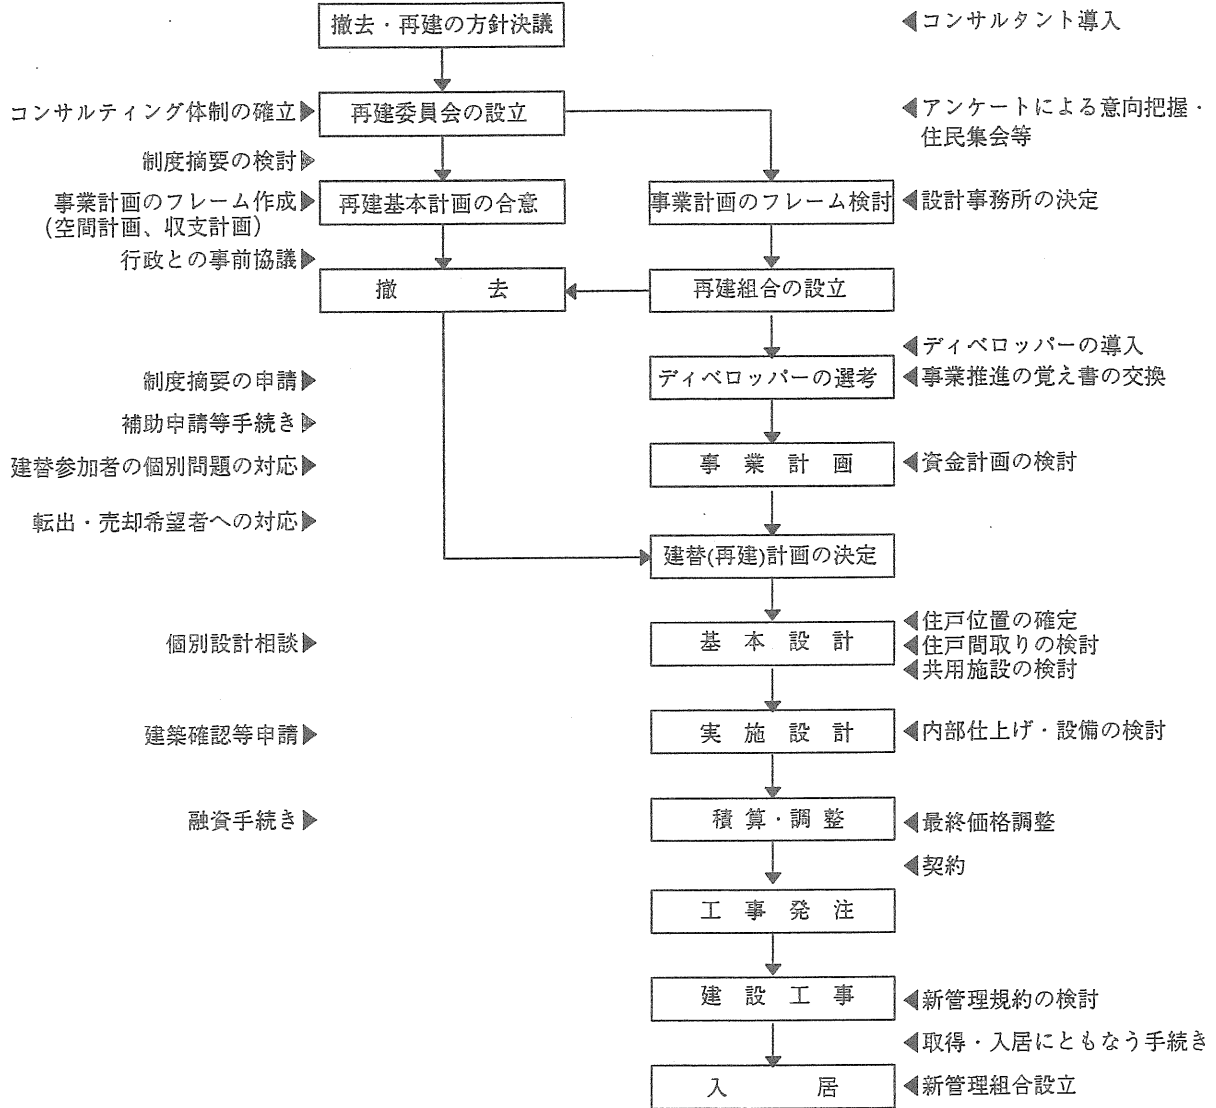 撤去・再建の方針決議
◀コンサルタント導入
コンサルティング体制の確立▶
再建委員会の設立
◀アンケートによる意向把握・
住民集会等
制度摘要の検討▶
事業計画のフレーム作成▶
(空間計画、収支計画)
再建基本計画の合意
事業計画のフレーム検討
◀設計事務所の決定
行政との事前協議▶
撤 去
再建組合の設立
◀ディベロッパーの導入
制度摘要の申請▶
ディベロッパーの選考
◀事業推進の覚え書の交換
補助申請等手続き▶
建替参加者の個別問題の対応▶
事 業 計 画
◀資金計画の検討
転出・売却希望者への対応▶
建替(再建)計画の決定
◀住戸位置の確定
個別設計相談▶
基 本 設 計
◀住戸間取りの検討
◀共用施設の検討
建築確認等申請▶
実 施 設 計
◀内部仕上げ・設備の検討
融資手続き▶
積 算・調 整
◀最終価格調整
◀契約
工 事 発 注
建 設 工 事
◀新管理規約の検討
◀取得・入居にともなう手続き
入 居
◀新管理組合設立